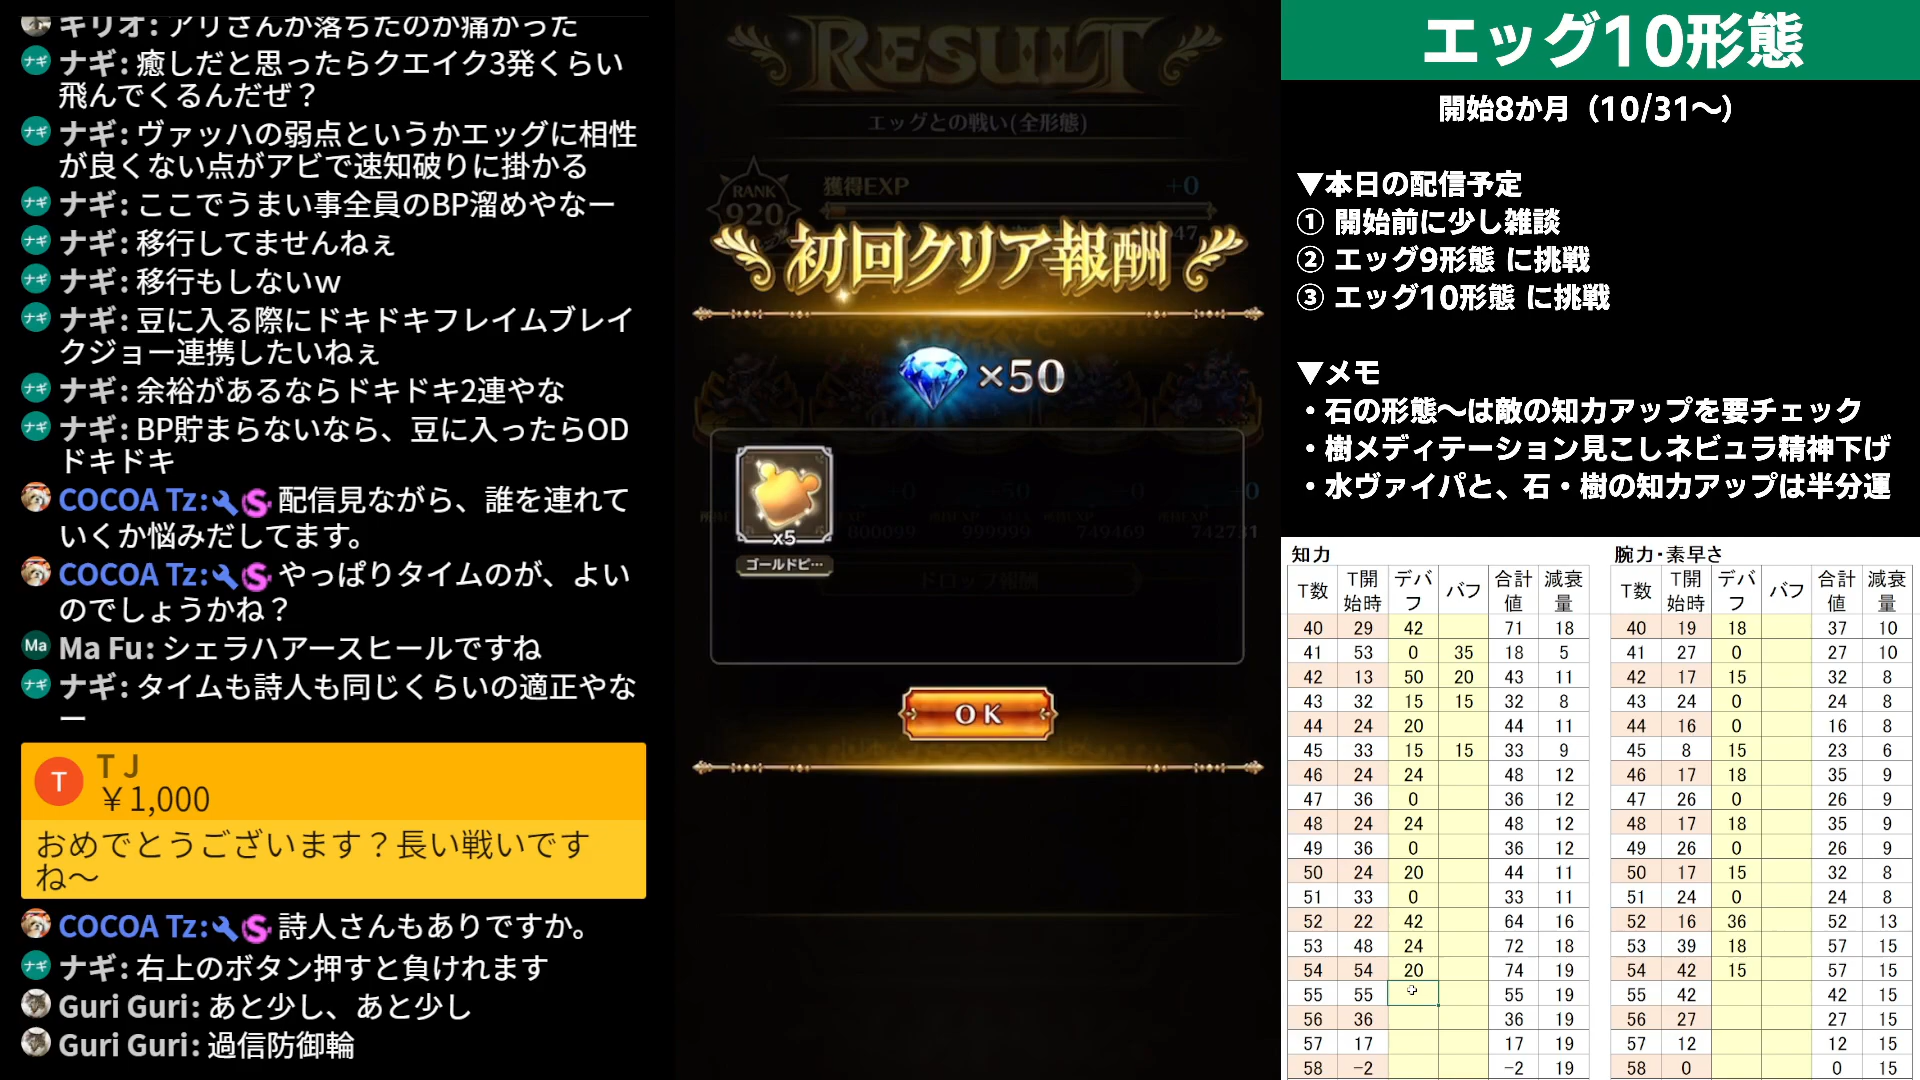 キリオ: アリさんが落ちたのが痛かった
ナギ: 癒しだと思ったらクエイク3発くらい
飛んでくるんだぜ？
ナギ: ヴァッハの弱点というかエッグに相性
が良くない点がアビで速知破りに掛かる
ナギ: ここでうまい事全員のBP溜めやなー
ナギ: 移行してませんねぇ
ナギ: 移行もしないｗ
ナギ: 豆に入る際にドキドキフレイムブレイ
クジョー連携したいねぇ
ナギ: 余裕があるならドキドキ2連やな
ナギ: BP貯まらないなら、豆に入ったらOD
ドキドキ
COCOA Tz: 配信見ながら、誰を連れて
いくか悩みだしてます。
COCOA Tz: やっぱりタイムのが、よい
のでしょうかね？
Ma Fu: シェラハアースヒールですね
ナギ: タイムも詩人も同じくらいの適正やな
ー
ＴＪ
￥1,000
おめでとうございます？長い戦いです
ね〜
COCOA Tz: 詩人さんもありですか。
ナギ: 右上のボタン押すと負けれます
Guri Guri: あと少し、あと少し
Guri Guri: 過信防御輪
RESULT
エッグとの戦い(全形態)
RANK
920
獲得EXP
+0
初回クリア報酬
×50
x5
ゴールドピ…
800099
999999
749469
742731
ドロップ報酬
OK
エッグ10形態
開始8か月（10/31〜）
▼本日の配信予定
① 開始前に少し雑談
② エッグ9形態 に挑戦
③ エッグ10形態 に挑戦
▼メモ
・石の形態〜は敵の知力アップを要チェック
・樹メディテーション見こしネビュラ精神下げ
・水ヴァイパと、石・樹の知力アップは半分運
知力
T数 T開始時 デバフ バフ 合計値 減衰量
40 29 42 71 18
41 53 0 35 18 5
42 13 50 20 43 11
43 32 15 15 32 8
44 24 20 44 11
45 33 15 15 33 9
46 24 24 48 12
47 36 0 36 12
48 24 24 48 12
49 36 0 36 12
50 24 20 44 11
51 33 0 33 11
52 22 42 64 16
53 48 24 72 18
54 54 20 74 19
55 55 55 19
56 36 36 19
57 17 17 19
58 -2 -2 19
腕力・素早さ
T数 T開始時 デバフ バフ 合計値 減衰量
40 19 18 37 10
41 27 0 27 10
42 17 15 32 8
43 24 0 24 8
44 16 0 16 8
45 8 15 23 6
46 17 18 35 9
47 26 0 26 9
48 17 18 35 9
49 26 0 26 9
50 17 15 32 8
51 24 0 24 8
52 16 36 52 13
53 39 18 57 15
54 42 15 57 15
55 42 42 15
56 27 27 15
57 12 12 15
58 0 0 15